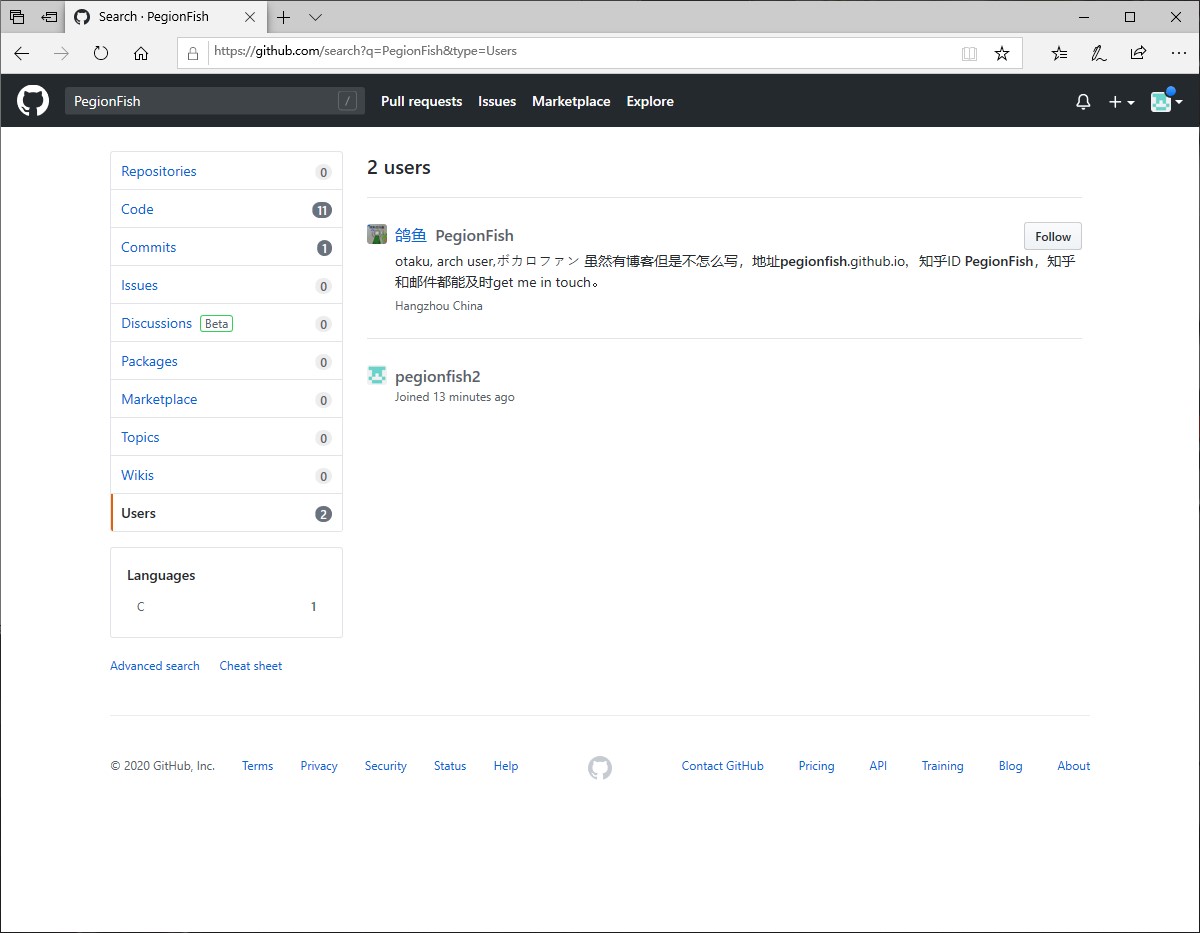 Search · PegionFish
https://github.com/search?q=PegionFish&type=Users
PegionFish / Pull requests Issues Marketplace Explore
Repositories 0
Code 11
Commits 1
Issues 0
Discussions Beta 0
Packages 0
Marketplace 0
Topics 0
Wikis 0
Users 2
Languages
C 1
Advanced search Cheat sheet
2 users
鸽鱼 PegionFish
Follow
otaku, arch user,ボカロファン 虽然有博客但是不怎么写，地址pegionfish.github.io，知乎ID PegionFish，知乎
和邮件都能及时get me in touch。
Hangzhou China
pegionfish2
Joined 13 minutes ago
© 2020 GitHub, Inc. Terms Privacy Security Status Help Contact GitHub Pricing API Training Blog About